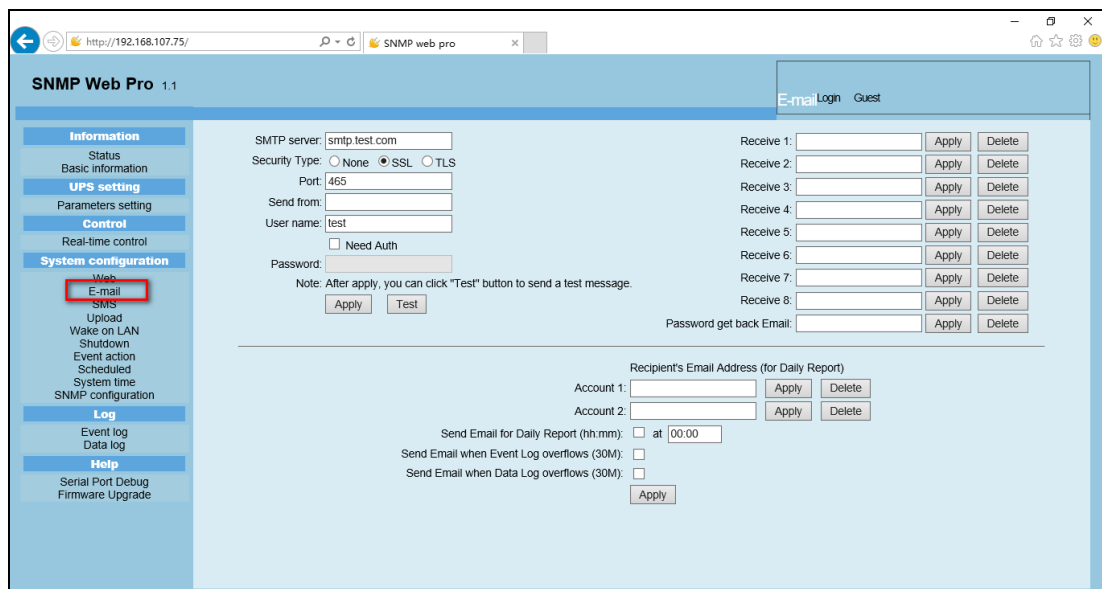 http://192.168.107.75/
SNMP web pro
SNMP Web Pro 1.1
E-mail Login Guest
Information
Status
Basic information
UPS setting
Parameters setting
Control
Real-time control
System configuration
Web
E-mail
SMS
Upload
Wake on LAN
Shutdown
Event action
Scheduled
System time
SNMP configuration
Log
Event log
Data log
Help
Serial Port Debug
Firmware Upgrade
SMTP server: smtp.test.com
Security Type: None SSL TLS
Port: 465
Send from:
User name: test
Need Auth
Password:
Note: After apply, you can click "Test" button to send a test message.
Apply Test
Receive 1: Apply Delete
Receive 2: Apply Delete
Receive 3: Apply Delete
Receive 4: Apply Delete
Receive 5: Apply Delete
Receive 6: Apply Delete
Receive 7: Apply Delete
Receive 8: Apply Delete
Password get back Email: Apply Delete
Recipient's Email Address (for Daily Report)
Account 1: Apply Delete
Account 2: Apply Delete
Send Email for Daily Report (hh:mm): at 00:00
Send Email when Event Log overflows (30M):
Send Email when Data Log overflows (30M):
Apply